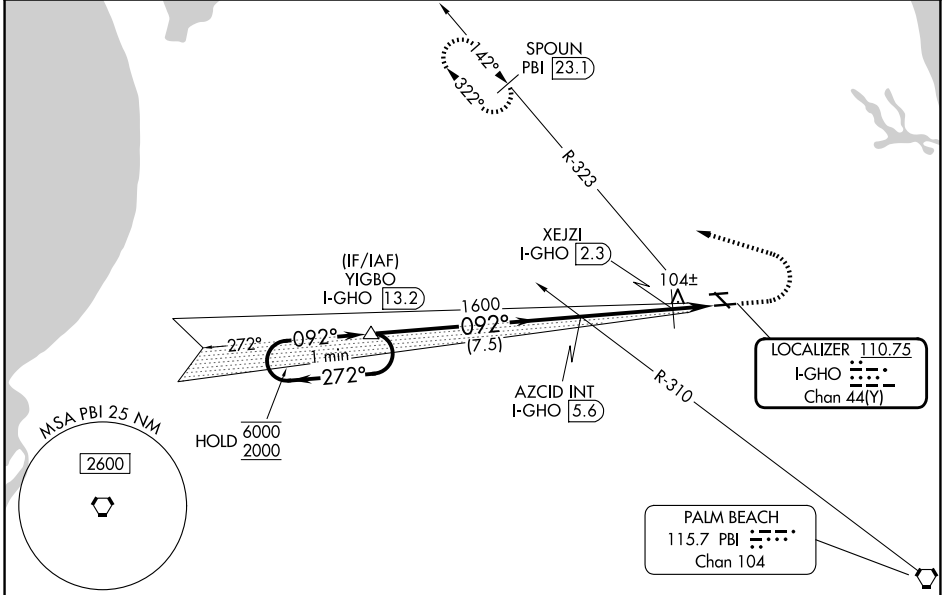 142°
322°
SPOUN
PBI 23.1
R-323
XEJZI
I-GHO 2.3
104±
(IF/IAF)
YIGBO
I-GHO 13.2
1600
272°
092°
092°
(7.5)
1 min
272°
AZCID INT
I-GHO 5.6
R-310
LOCALIZER 110.75
I-GHO
Chan 44(Y)
HOLD 6000
2000
MSA PBI 25 NM
2600
PALM BEACH
115.7 PBI
Chan 104